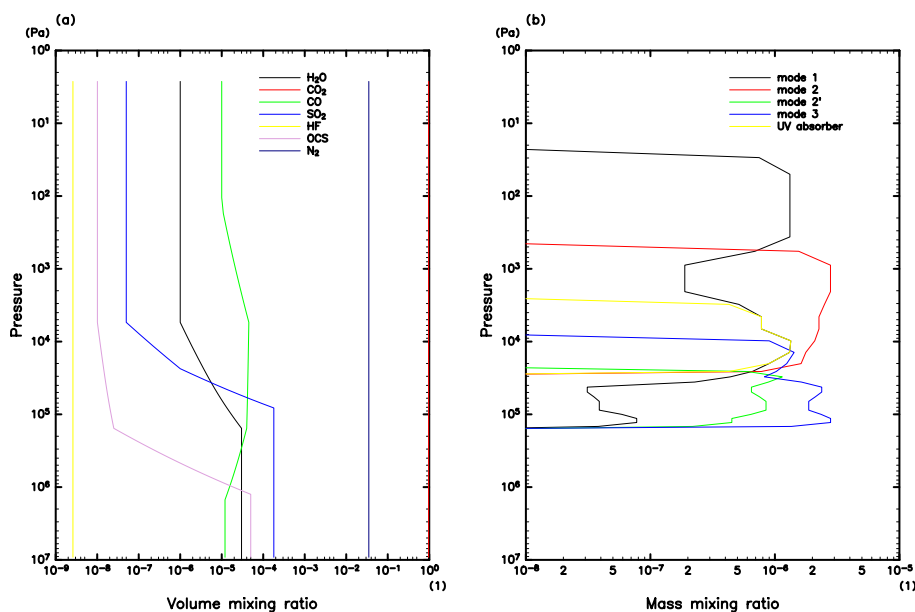 (a)
(Pa)
10⁰
10¹
10²
10³
10⁴
10⁵
10⁶
10⁷
Pressure
H₂O
CO₂
CO
SO₂
HF
OCS
N₂
10⁻⁹ 10⁻⁸ 10⁻⁷ 10⁻⁶ 10⁻⁵ 10⁻⁴ 10⁻³ 10⁻² 10⁻¹ 10⁰
(1)
Volume mixing ratio
(b)
(Pa)
10⁰
10¹
10²
10³
10⁴
10⁵
10⁶
10⁷
Pressure
mode 1
mode 2
mode 2'
mode 3
UV absorber
10⁻⁸ 2 5 10⁻⁷ 2 5 10⁻⁶ 2 5 10⁻⁵
(1)
Mass mixing ratio